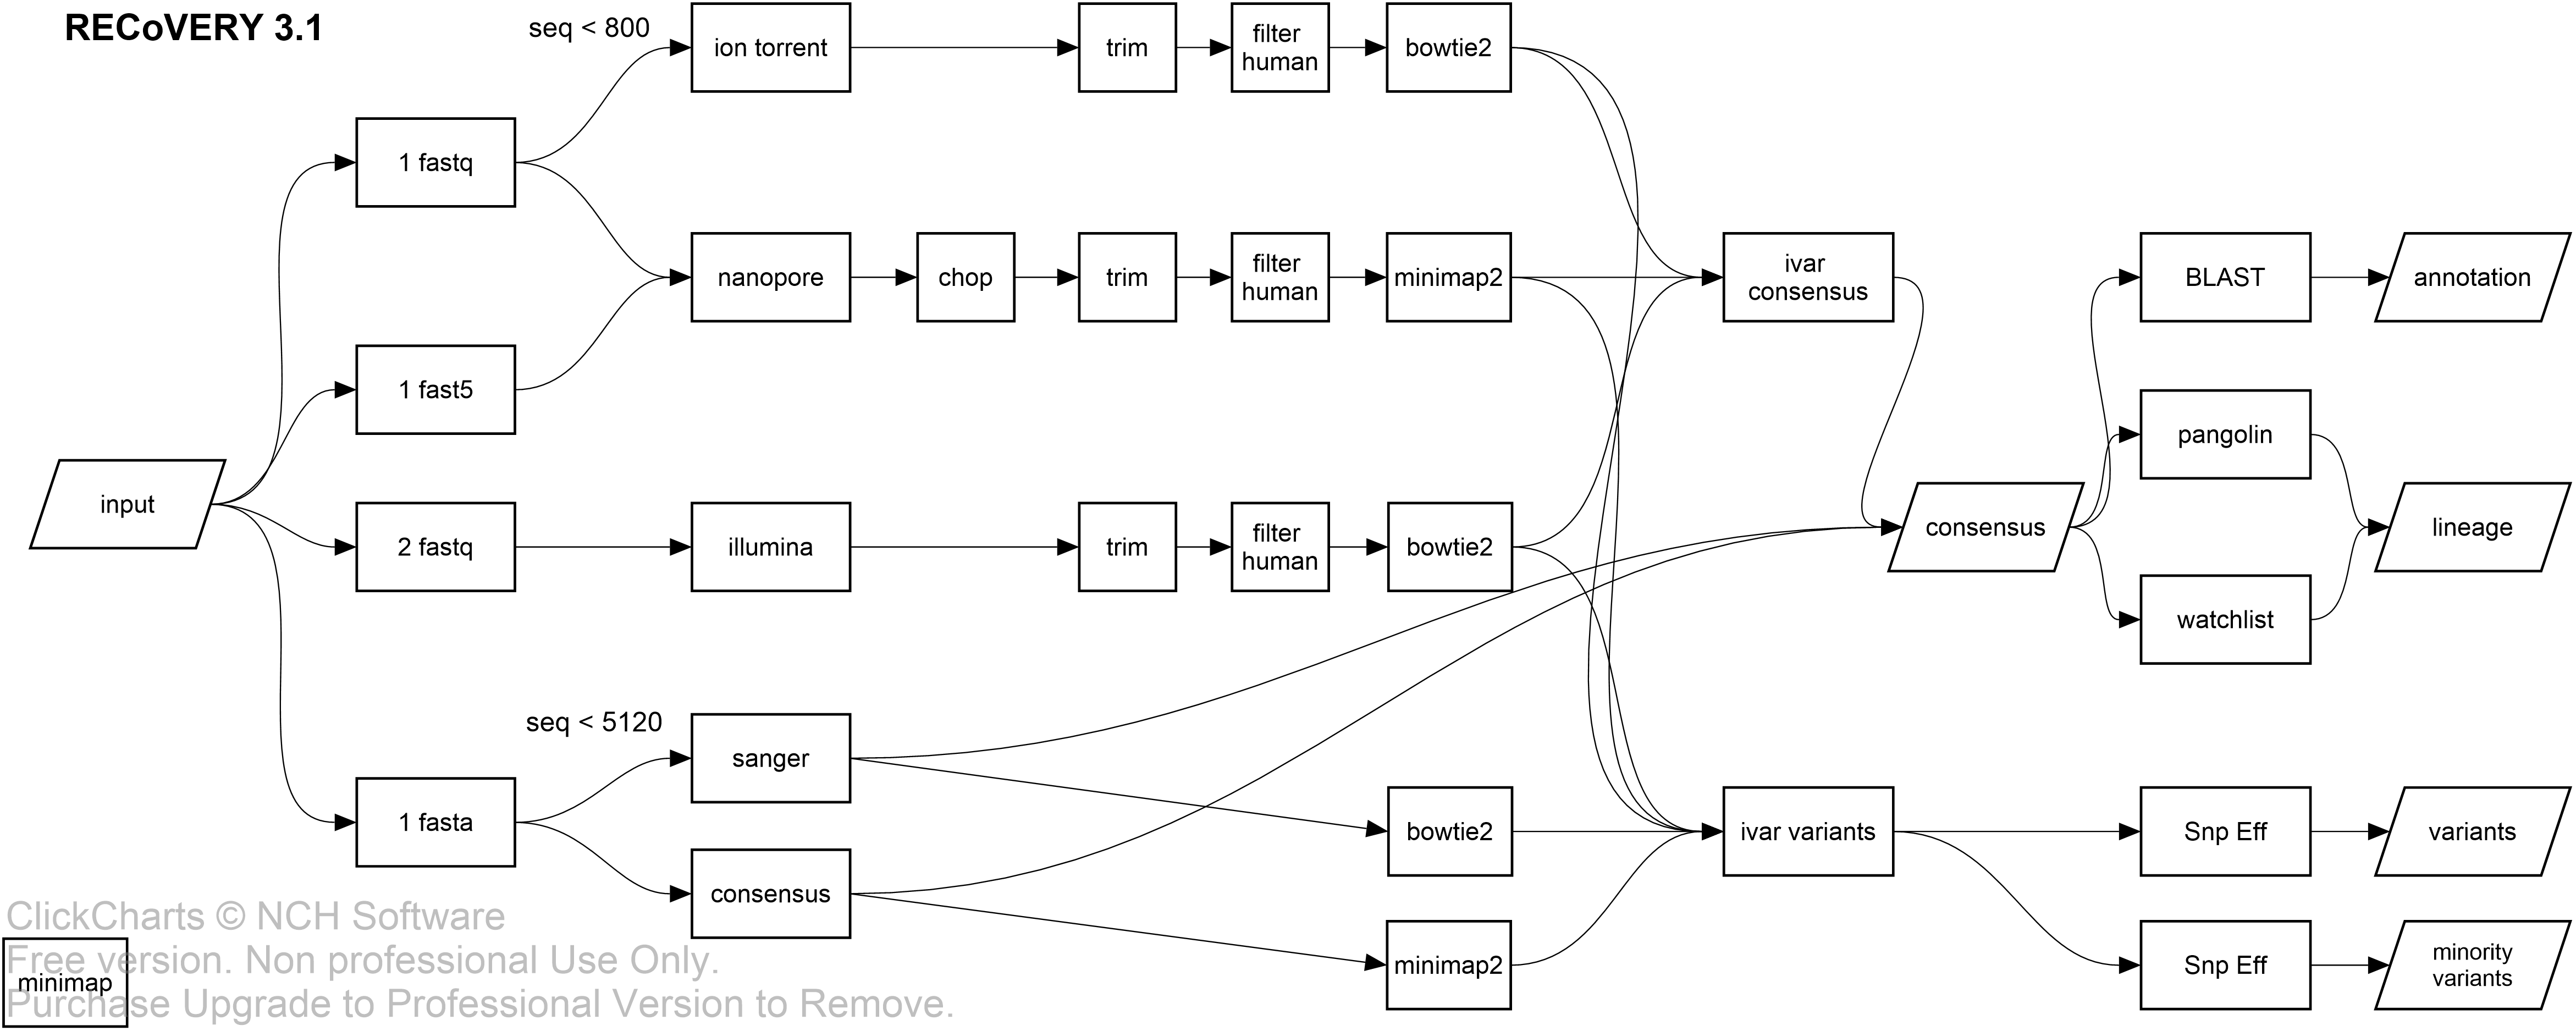 RECoVERY 3.1
seq < 800
ion torrent
trim
filter
human
bowtie2
1 fastq
nanopore
chop
trim
filter
human
minimap2
ivar
consensus
BLAST
annotation
1 fast5
pangolin
input
2 fastq
illumina
trim
filter
human
bowtie2
consensus
lineage
watchlist
seq < 5120
sanger
1 fasta
bowtie2
ivar variants
Snp Eff
variants
consensus
minimap2
Snp Eff
minority
variants
ClickCharts © NCH Software
Free version. Non professional Use Only.
minimap
Purchase Upgrade to Professional Version to Remove.